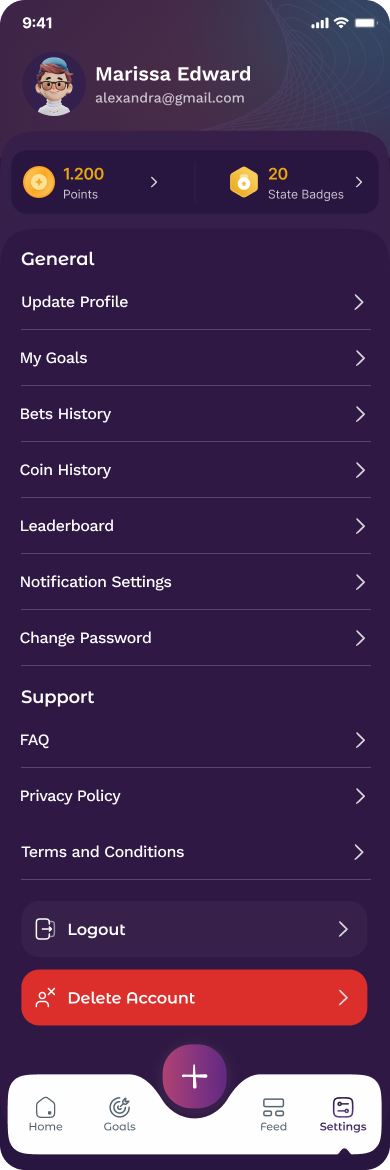 9:41
Marissa Edward
alexandra@gmail.com
1.200
Points
20
State Badges
General
Update Profile
My Goals
Bets History
Coin History
Leaderboard
Notification Settings
Change Password
Support
FAQ
Privacy Policy
Terms and Conditions
Logout
Delete Account
Home
Goals
Feed
Settings